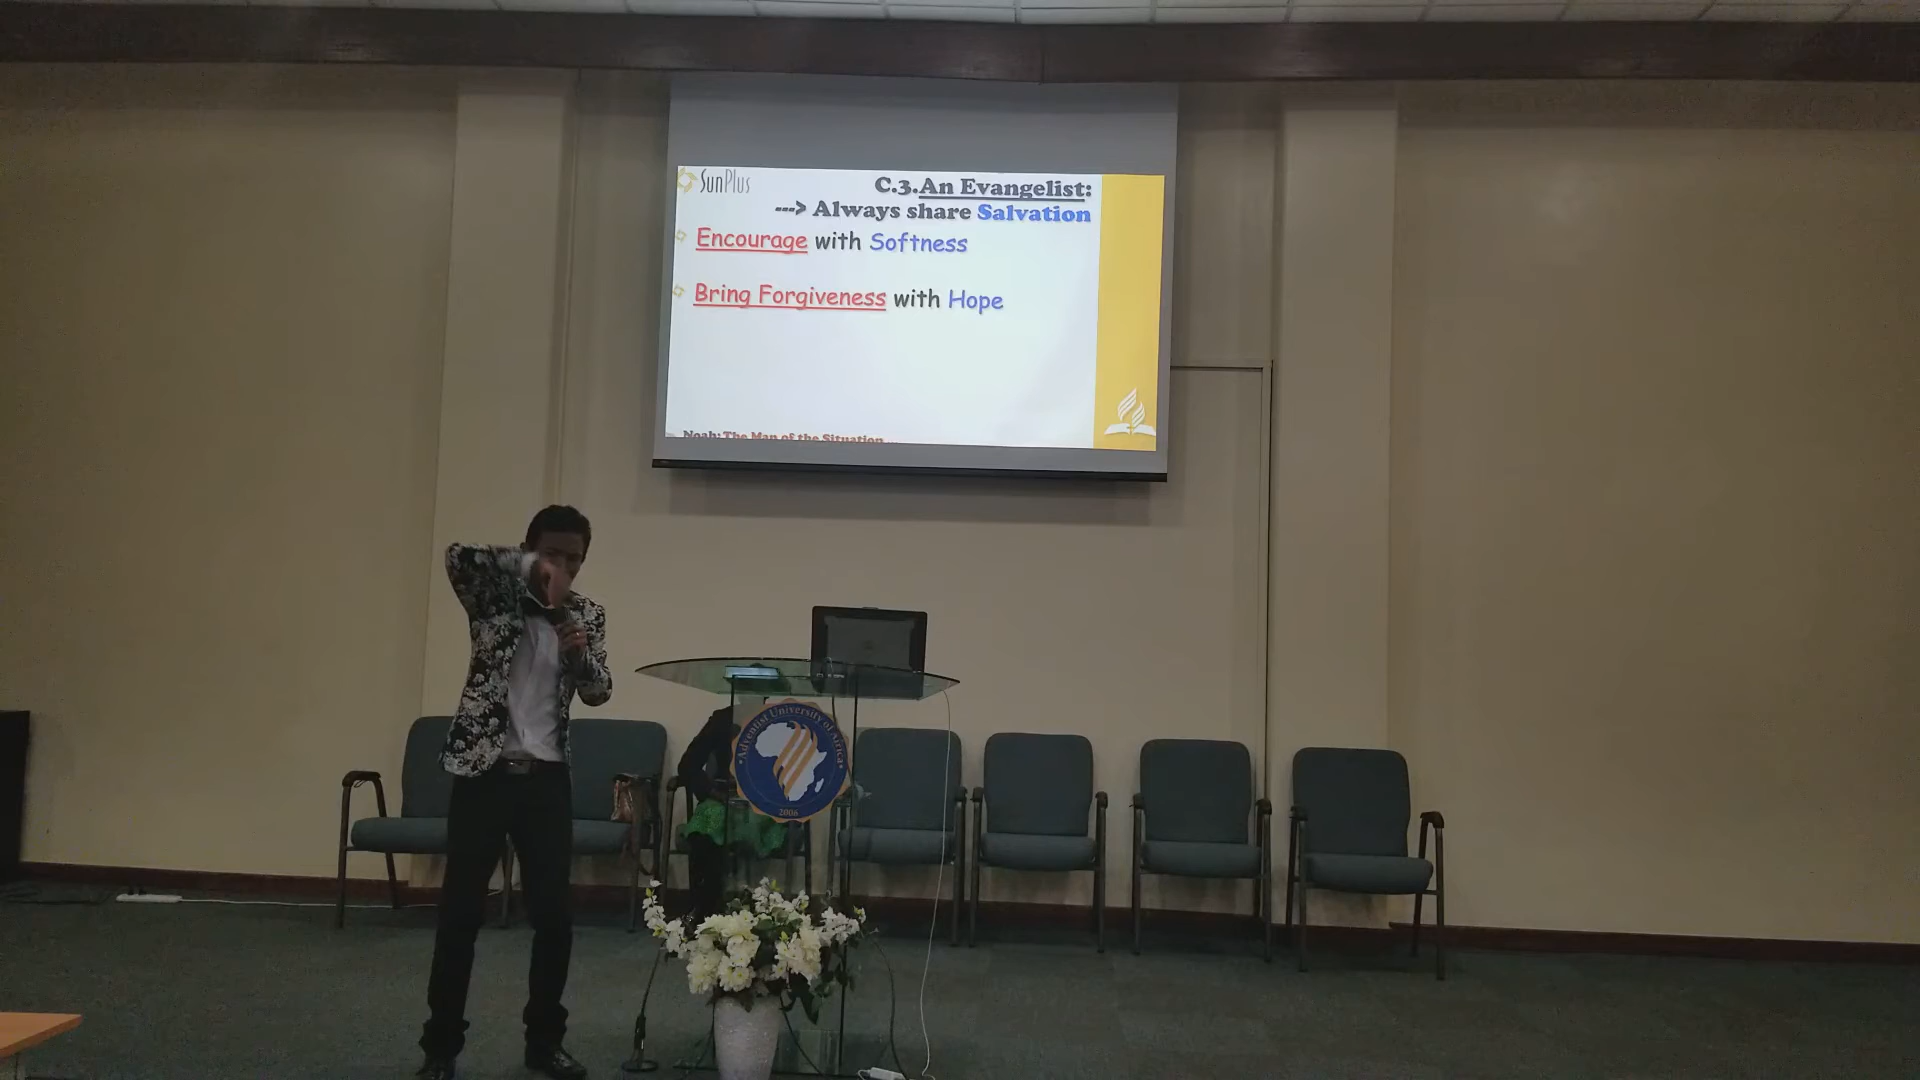 SunPlus
C.3.An Evangelist:
---> Always share Salvation
Encourage with Softness
Bring Forgiveness with Hope
Noah: The Man of the Situation
Adventist University of Africa
2006